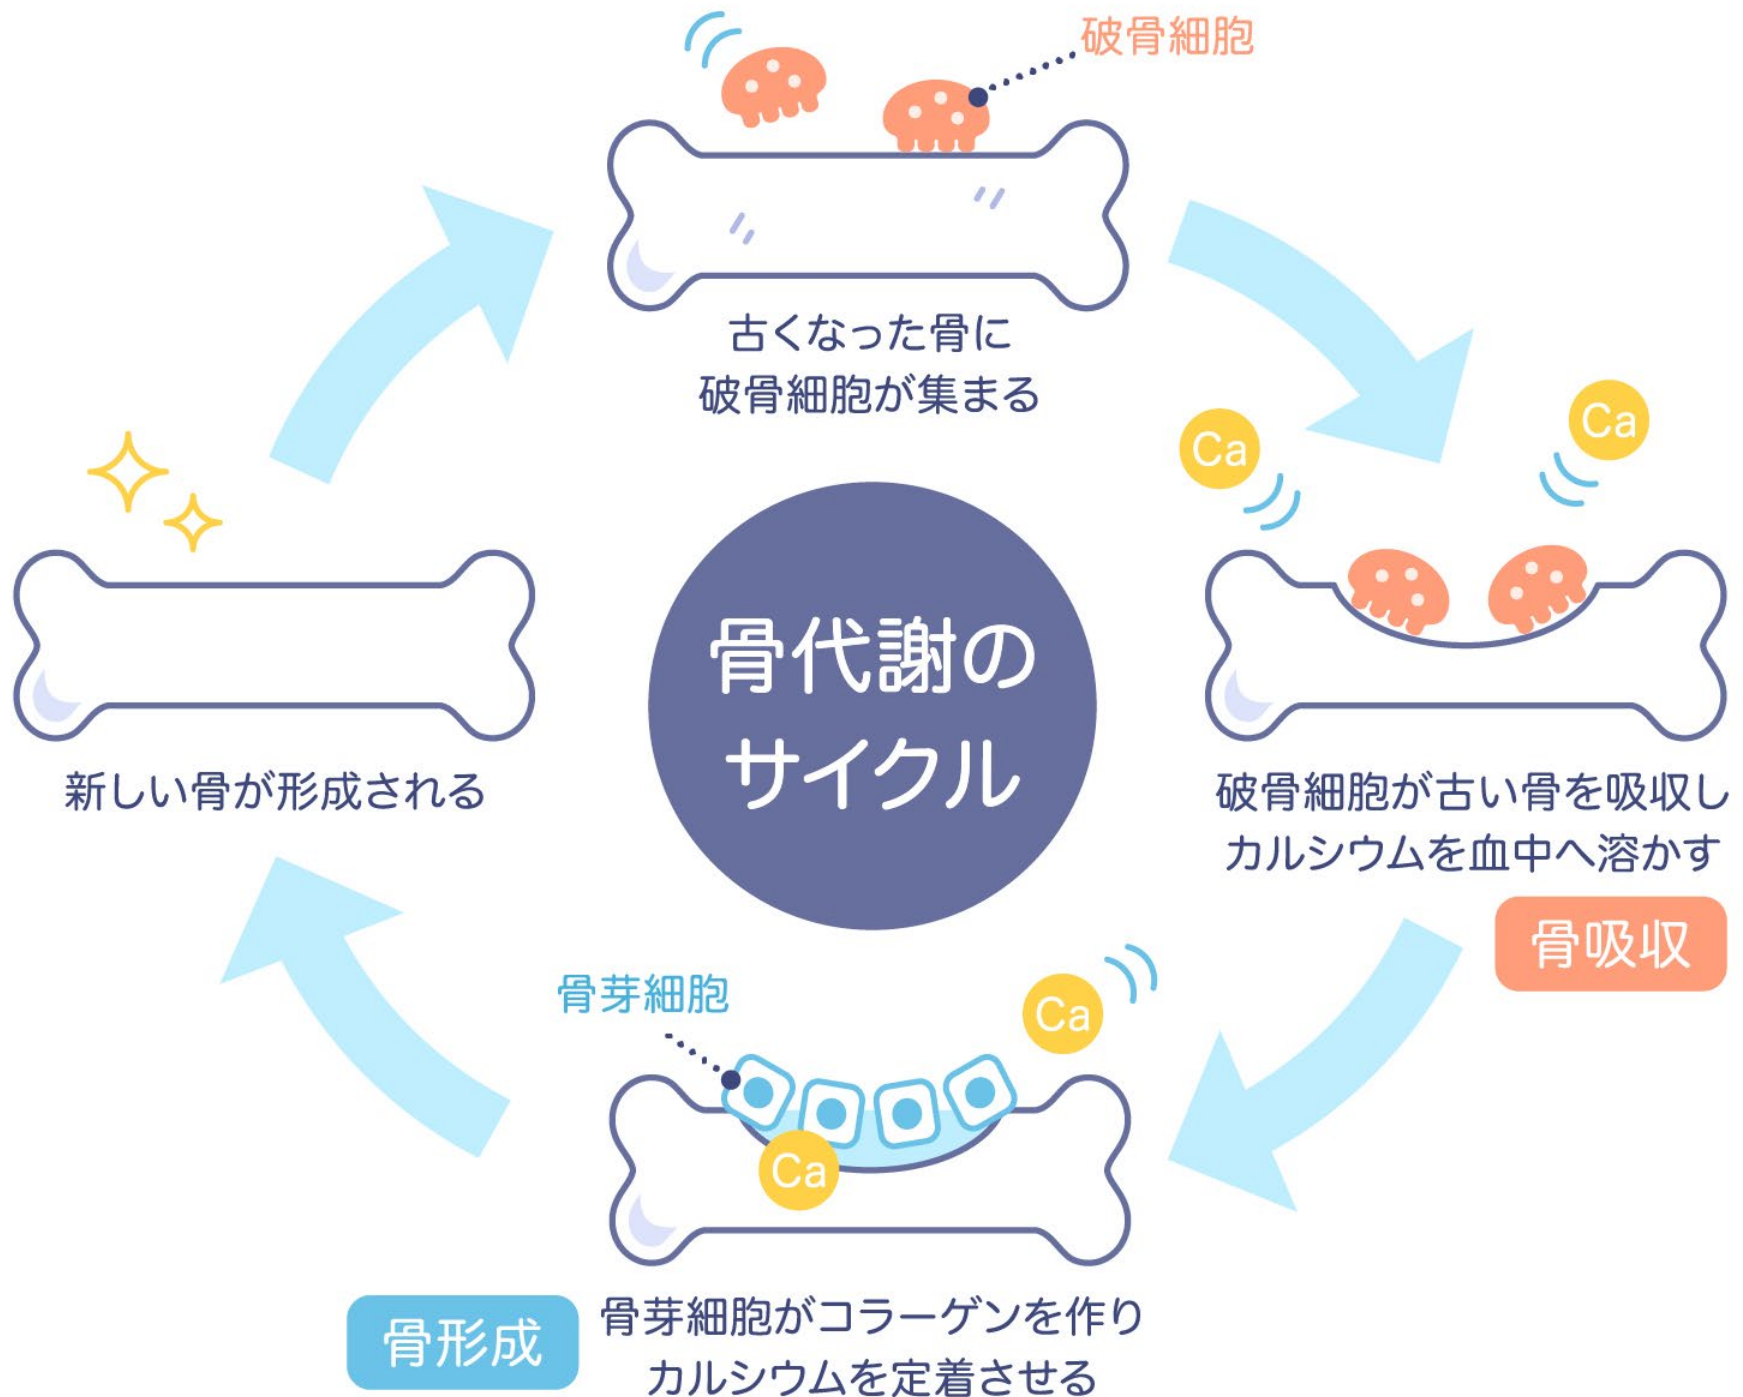 破骨細胞
古くなった骨に
破骨細胞が集まる
Ca
Ca
破骨細胞が古い骨を吸収し
カルシウムを血中へ溶かす
骨吸収
骨代謝の
サイクル
新しい骨が形成される
骨芽細胞
Ca
Ca
骨形成
骨芽細胞がコラーゲンを作り
カルシウムを定着させる